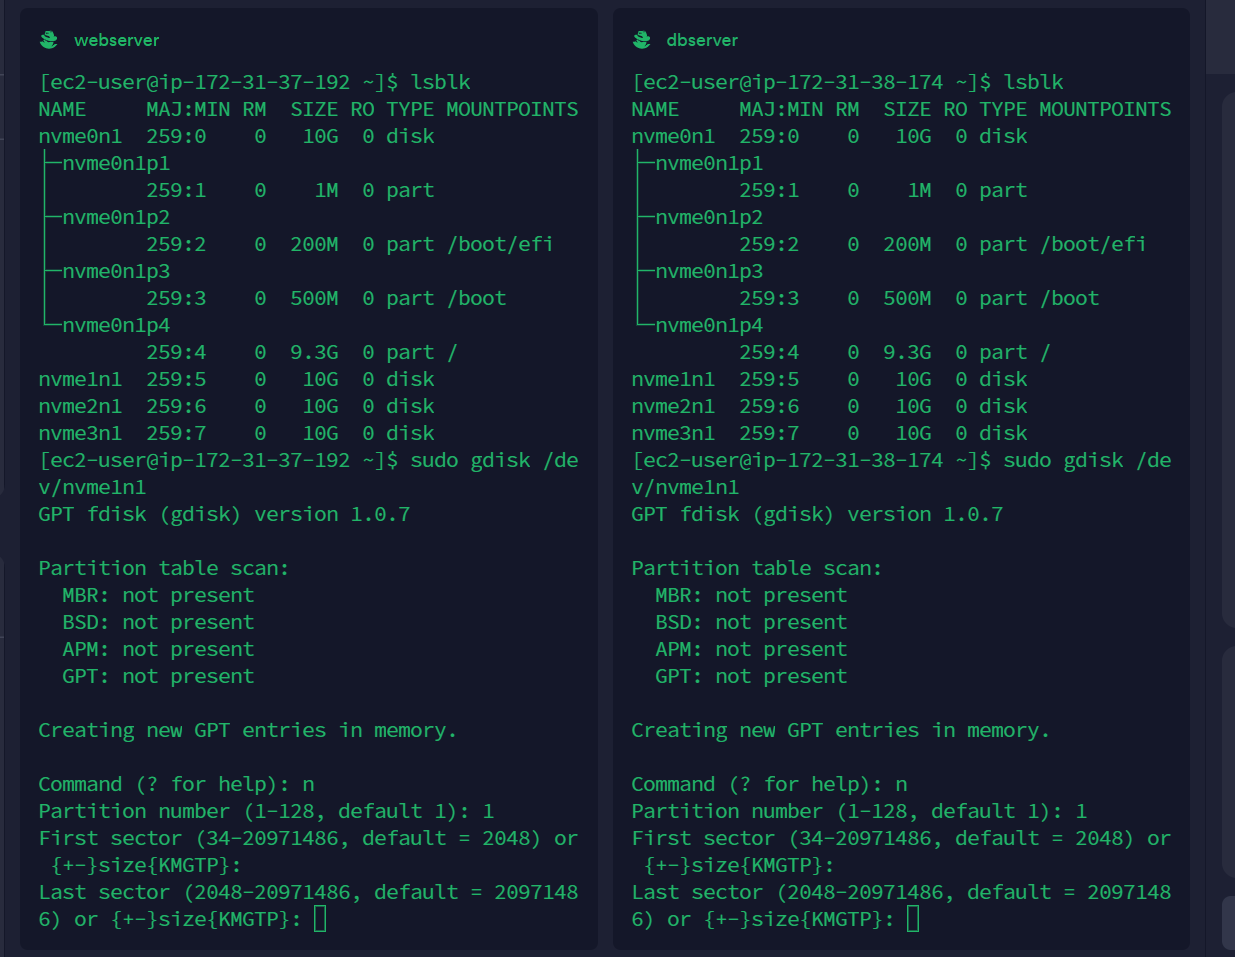 webserver
[ec2-user@ip-172-31-37-192 ~]$ lsblk
NAME     MAJ:MIN RM  SIZE RO TYPE MOUNTPOINTS
nvme0n1  259:0    0   10G  0 disk
├─nvme0n1p1
│        259:1    0    1M  0 part
├─nvme0n1p2
│        259:2    0  200M  0 part /boot/efi
├─nvme0n1p3
│        259:3    0  500M  0 part /boot
└─nvme0n1p4
         259:4    0  9.3G  0 part /
nvme1n1  259:5    0   10G  0 disk
nvme2n1  259:6    0   10G  0 disk
nvme3n1  259:7    0   10G  0 disk
[ec2-user@ip-172-31-37-192 ~]$ sudo gdisk /de
v/nvme1n1
GPT fdisk (gdisk) version 1.0.7

Partition table scan:
  MBR: not present
  BSD: not present
  APM: not present
  GPT: not present

Creating new GPT entries in memory.

Command (? for help): n
Partition number (1-128, default 1): 1
First sector (34-20971486, default = 2048) or
 {+-}size{KMGTP}:
Last sector (2048-20971486, default = 2097148
6) or {+-}size{KMGTP}:
dbserver
[ec2-user@ip-172-31-38-174 ~]$ lsblk
NAME     MAJ:MIN RM  SIZE RO TYPE MOUNTPOINTS
nvme0n1  259:0    0   10G  0 disk
├─nvme0n1p1
│        259:1    0    1M  0 part
├─nvme0n1p2
│        259:2    0  200M  0 part /boot/efi
├─nvme0n1p3
│        259:3    0  500M  0 part /boot
└─nvme0n1p4
         259:4    0  9.3G  0 part /
nvme1n1  259:5    0   10G  0 disk
nvme2n1  259:6    0   10G  0 disk
nvme3n1  259:7    0   10G  0 disk
[ec2-user@ip-172-31-38-174 ~]$ sudo gdisk /de
v/nvme1n1
GPT fdisk (gdisk) version 1.0.7

Partition table scan:
  MBR: not present
  BSD: not present
  APM: not present
  GPT: not present

Creating new GPT entries in memory.

Command (? for help): n
Partition number (1-128, default 1): 1
First sector (34-20971486, default = 2048) or
 {+-}size{KMGTP}:
Last sector (2048-20971486, default = 2097148
6) or {+-}size{KMGTP}: